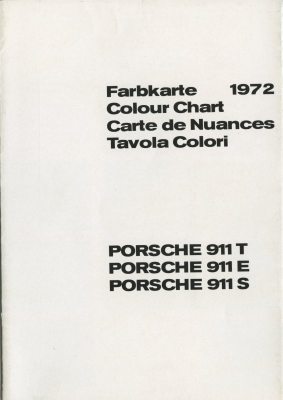 Farbkarte 1972
Colour Chart
Carte de Nuances
Tavola Colori
PORSCHE 911 T
PORSCHE 911 E
PORSCHE 911 S